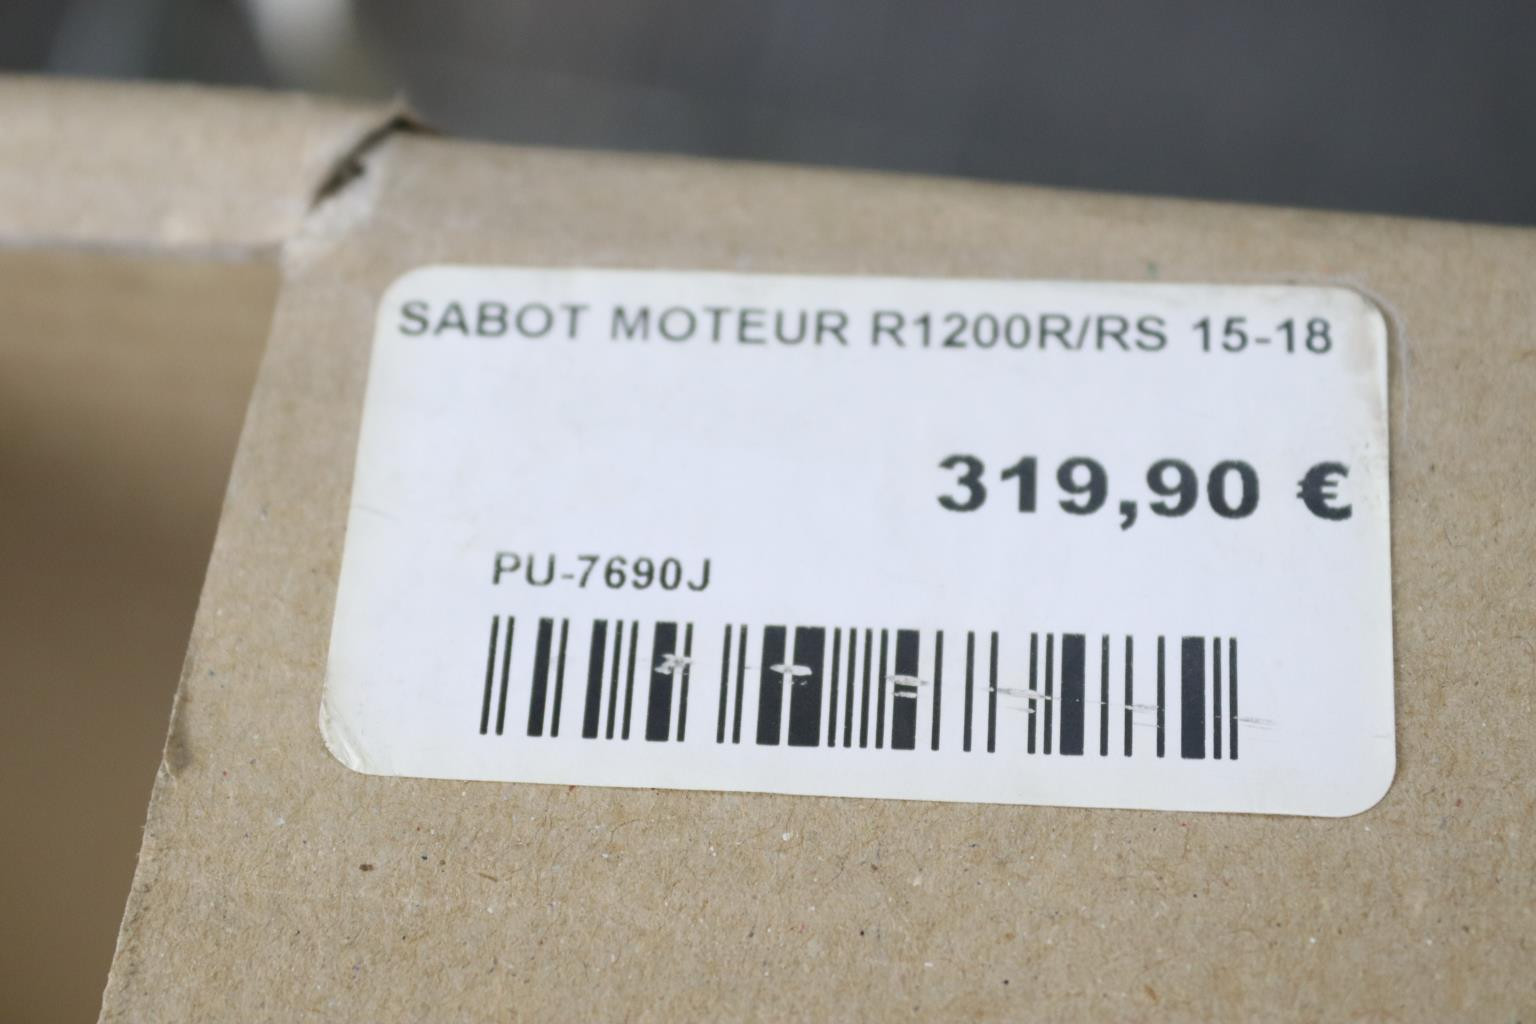 SABOT MOTEUR R1200R/RS 15-18
319,90 €
PU-7690J